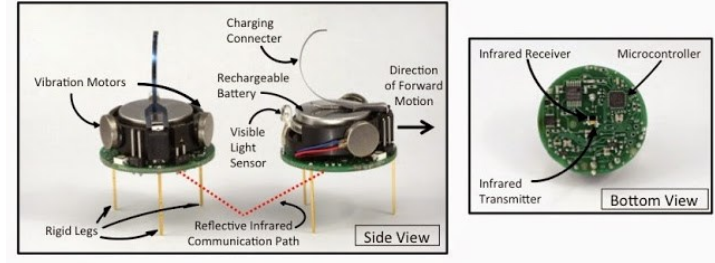 Charging
Connecter
Vibration Motors
Rechargeable
Battery
Direction
of Forward
Motion
Visible
Light
Sensor
Rigid Legs
Reflective Infrared
Communication Path
Side View
Infrared Receiver
Microcontroller
Infrared
Transmitter
Bottom View